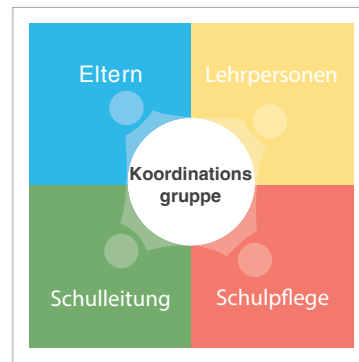 Eltern
Lehrpersonen
Koordinations
gruppe
Schulleitung
Schulpflege